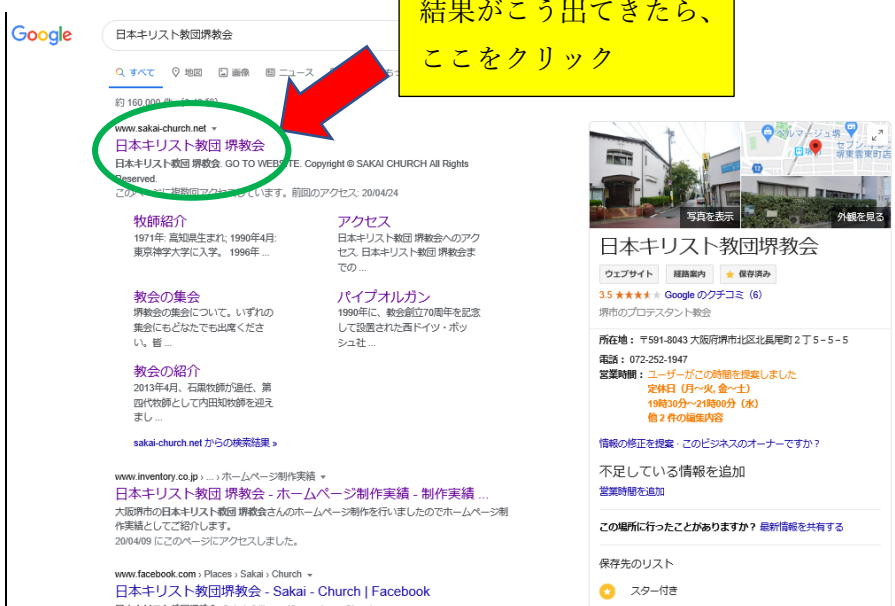 結果がこう出てきたら、
ここをクリック
Google
日本キリスト教団堺教会
すべて 地図 画像 ニュース
約 160,000 件
www.sakai-church.net
日本キリスト教団 堺教会
日本キリスト教団 堺教会. GO TO WEBSITE. Copyright © SAKAI CHURCH All Rights
Reserved.
このページに複数回アクセスしています。前回のアクセス: 20/04/24
牧師紹介
1971年: 高知県生まれ; 1990年4月:
東京神学大学に入学。 1996年 ...
アクセス
日本キリスト教団 堺教会へのアク
セス. 日本キリスト教団 堺教会ま
での ...
教会の集会
堺教会の集会について。いずれの
集会にもどなたでも出席くださ
い。皆 ...
パイプオルガン
1990年に、教会創立70周年を記念
して設置された西ドイツ・ボッ
シュ社 ...
教会の紹介
2013年4月、石黒牧師が退任、第
四代牧師として内田知牧師を迎え
まし ...
sakai-church.net からの検索結果 »
www.inventory.co.jp › ... › ホームページ制作実績
日本キリスト教団 堺教会 - ホームページ制作実績 - 制作実績 ...
大阪堺市の日本キリスト教団 堺教会さんのホームページ制作を行いましたのでホームページ制
作実績としてご紹介します。
20/04/09 にこのページにアクセスしました。
www.facebook.com › Places › Sakai › Church
日本キリスト教団堺教会 - Sakai - Church | Facebook
ベルマージュ堺
セブン-イレ
堺東雲東町店
写真を表示
外観を見る
日本キリスト教団堺教会
ウェブサイト 経路案内 保存済み
3.5 ★★★★★ Google のクチコミ（6）
堺市のプロテスタント教会
所在地： 〒591-8043 大阪府堺市北区北長尾町２丁５−５−５
電話： 072-252-1947
営業時間： ユーザーがこの時間を提案しました
定休日（月〜火, 金〜土）
19時30分〜21時00分（水）
他 2 件の編集内容
情報の修正を提案 · このビジネスのオーナーですか？
不足している情報を追加
営業時間を追加
この場所に行ったことがありますか？ 最新情報を共有する
保存先のリスト
スター付き